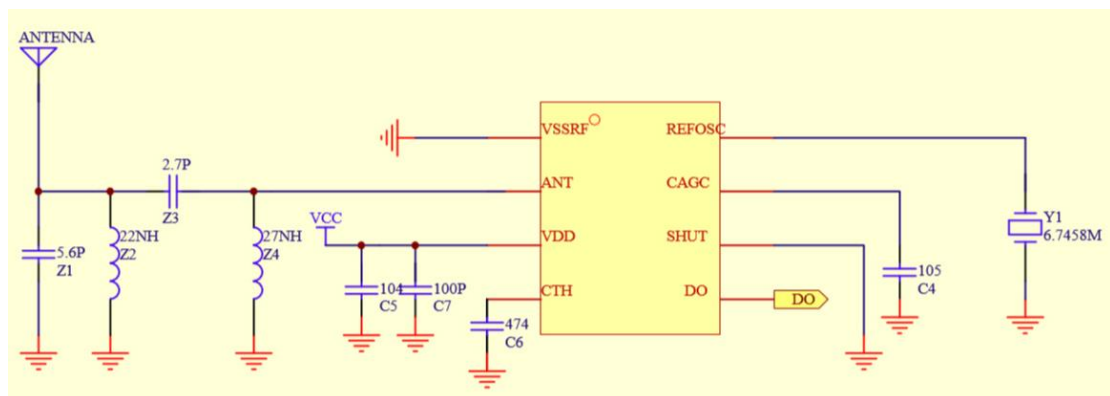 ANTENNA
VSSRF
REFOSC
2.7P
Z3
ANT
CAGC
VCC
22NH
Z2
27NH
Z4
5.6P
Z1
VDD
SHUT
Y1
6.7458M
104
C5
100P
C7
CTH
DO
DO
105
C4
474
C6